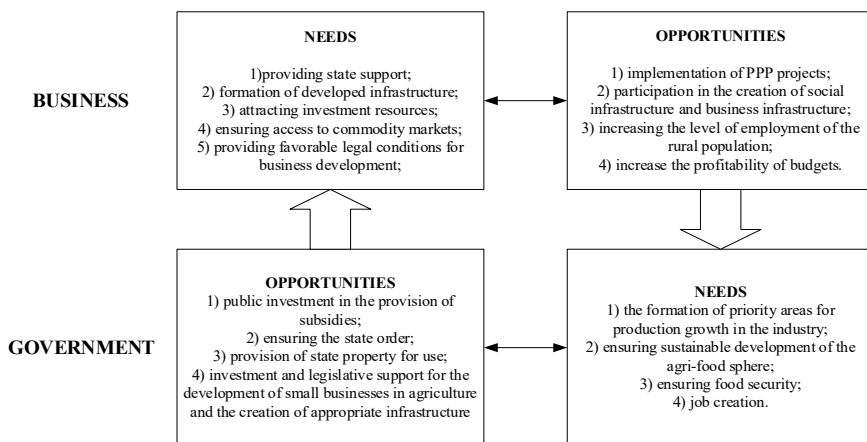 BUSINESS
NEEDS
1)providing state support;
2) formation of developed infrastructure;
3) attracting investment resources;
4) ensuring access to commodity markets;
5) providing favorable legal conditions for
business development;
OPPORTUNITIES
1) implementation of PPP projects;
2) participation in the creation of social
infrastructure and business infrastructure;
3) increasing the level of employment of the
rural population;
4) increase the profitability of budgets.
GOVERNMENT
OPPORTUNITIES
1) public investment in the provision of
subsidies;
2) ensuring the state order;
3) provision of state property for use;
4) investment and legislative support for the
development of small businesses in agriculture
and the creation of appropriate infrastructure
NEEDS
1) the formation of priority areas for
production growth in the industry;
2) ensuring sustainable development of the
agri-food sphere;
3) ensuring food security;
4) job creation.